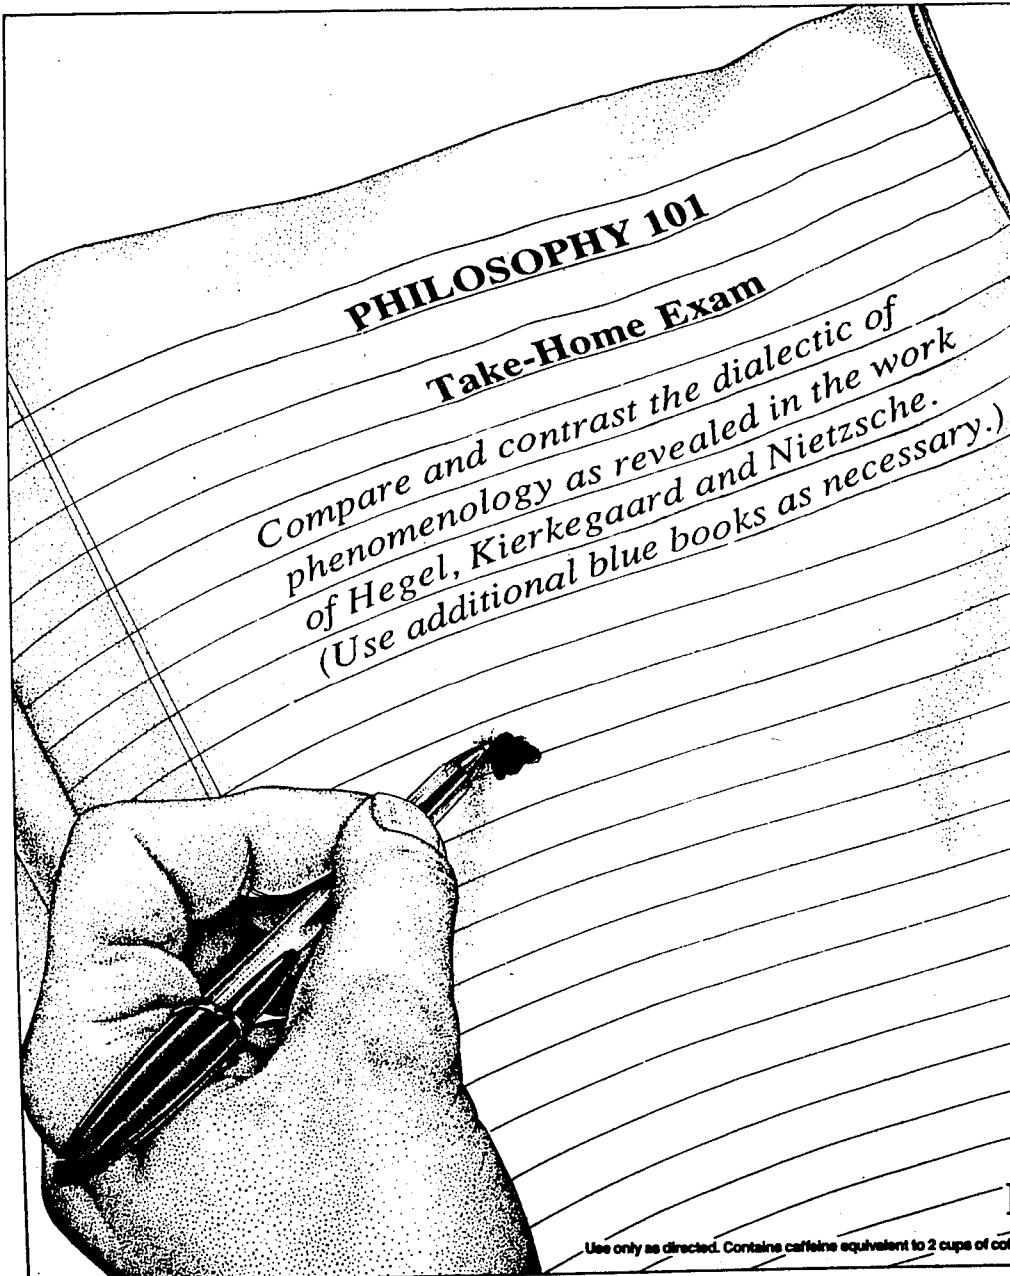 PHILOSOPHY 101
Take-Home Exam
Compare and contrast the dialectic of
phenomenology as revealed in the work
of Hegel, Kierkegaard and Nietzsche.
(Use additional blue books as necessary.)
Use only as directed. Contains caffeine equivalent to 2 cups of